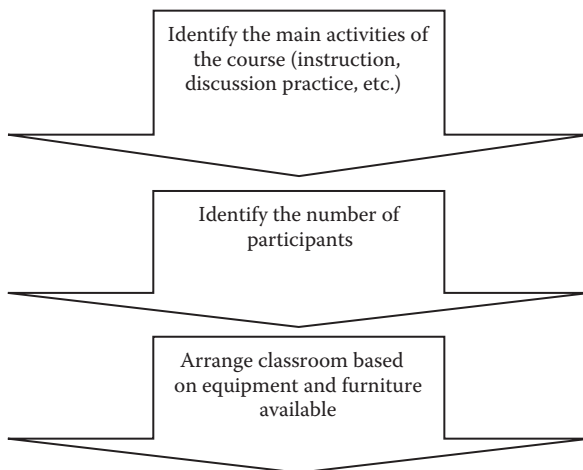 Identify the main activities of
the course (instruction,
discussion practice, etc.)
Identify the number of
participants
Arrange classroom based
on equipment and furniture
available